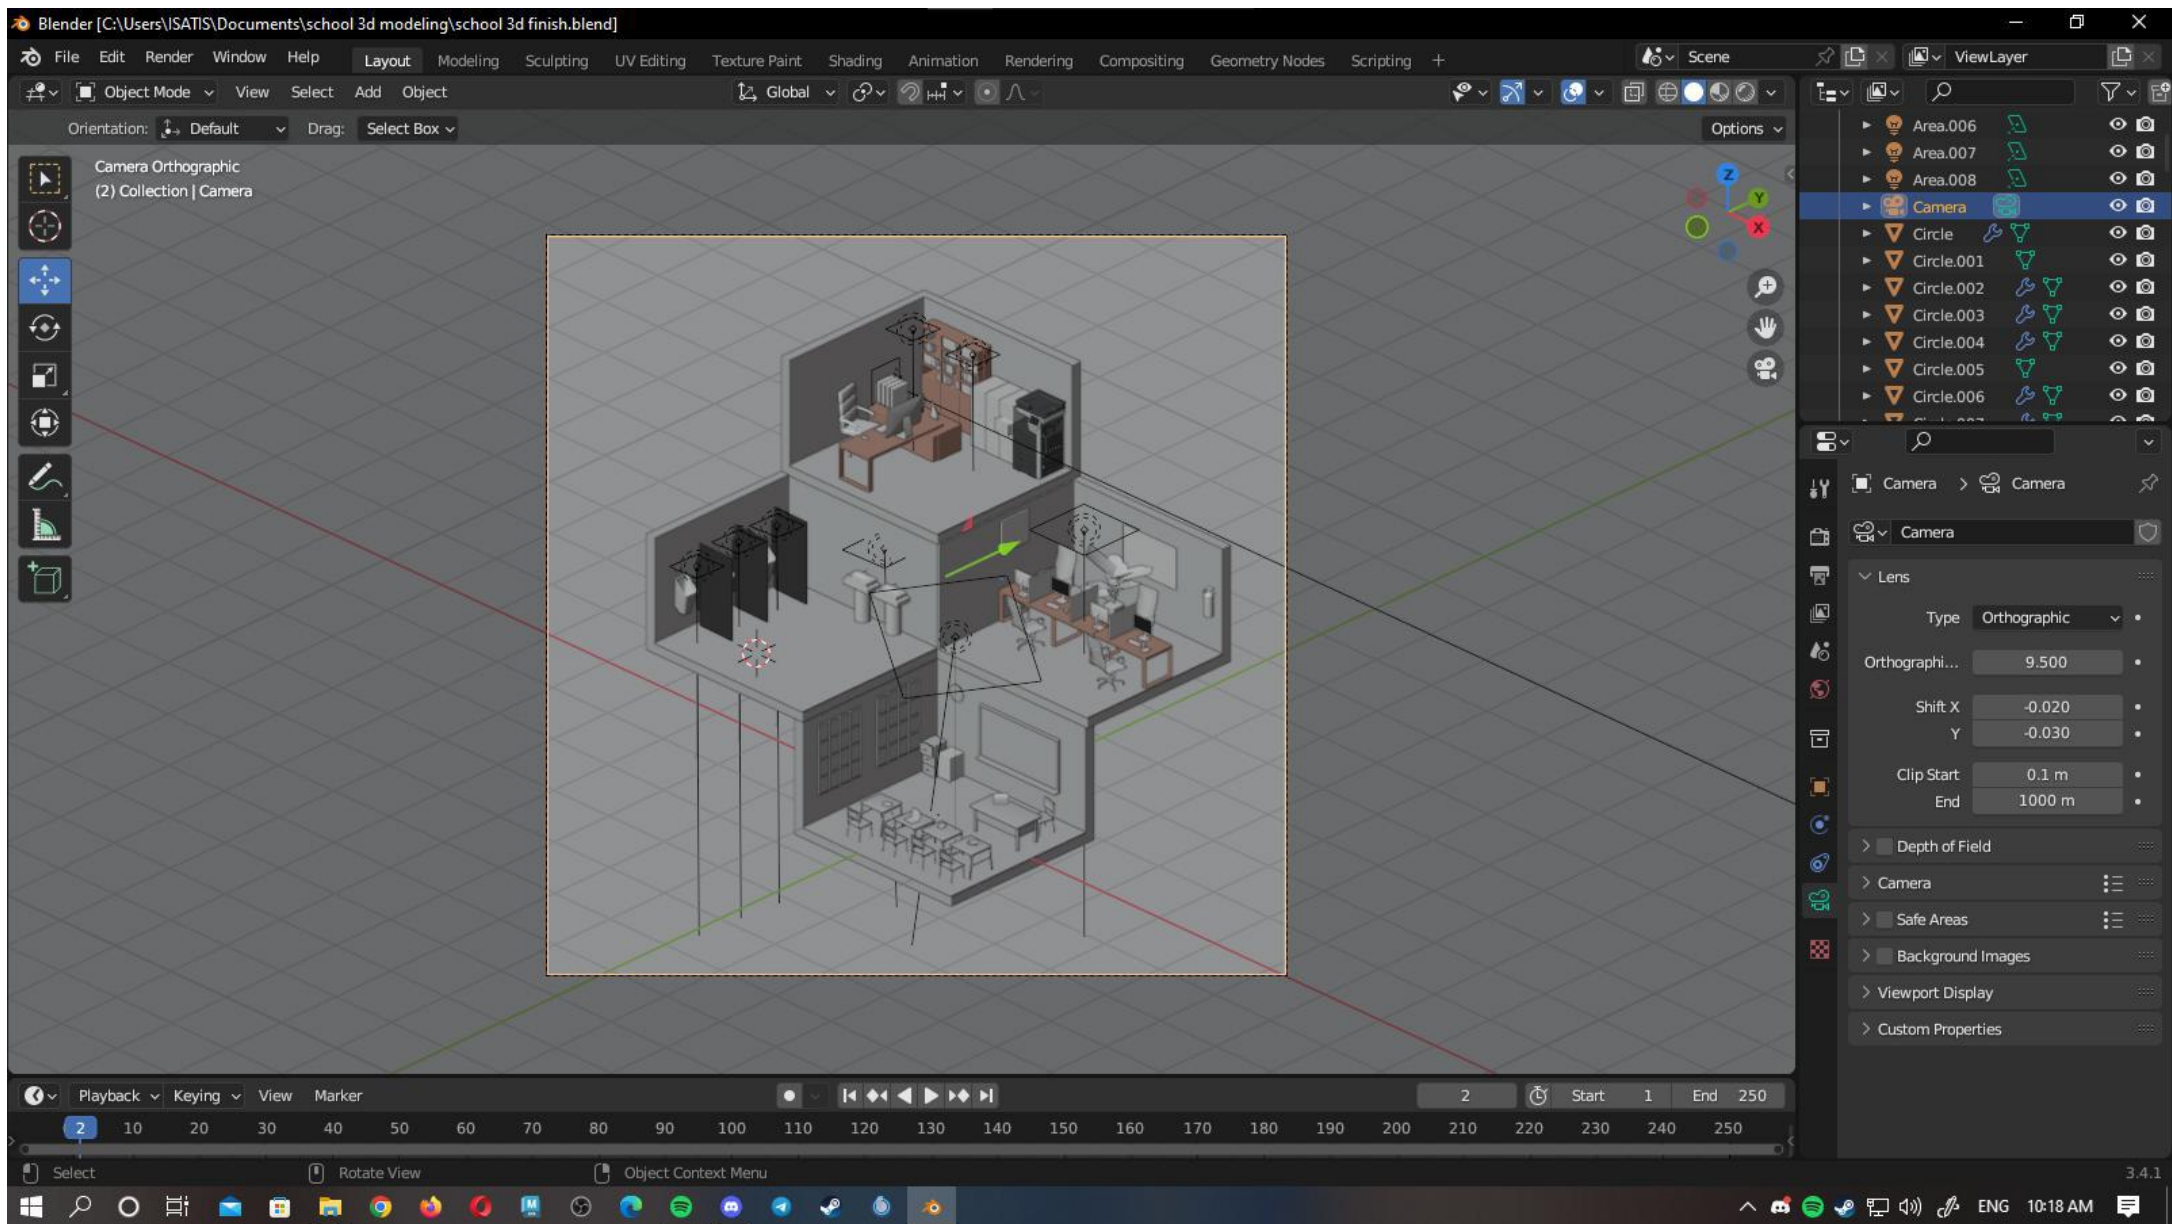 Blender [C:\Users\ISATIS\Documents\school 3d modeling\school 3d finish.blend]
File Edit Render Window Help Layout Modeling Sculpting UV Editing Texture Paint Shading Animation Rendering Compositing Geometry Nodes Scripting + Scene ViewLayer
Object Mode View Select Add Object Global
Orientation: Default Drag: Select Box Options
Camera Orthographic
(2) Collection | Camera
Z
Y
X
Area.006
Area.007
Area.008
Camera
Circle
Circle.001
Circle.002
Circle.003
Circle.004
Circle.005
Circle.006
Camera > Camera
Camera
Lens
Type Orthographic
Orthographi... 9.500
Shift X -0.020
Y -0.030
Clip Start 0.1 m
End 1000 m
Depth of Field
Camera
Safe Areas
Background Images
Viewport Display
Custom Properties
Playback Keying View Marker 2 Start 1 End 250
2 10 20 30 40 50 60 70 80 90 100 110 120 130 140 150 160 170 180 190 200 210 220 230 240 250
Select Rotate View Object Context Menu 3.4.1
ENG 10:18 AM